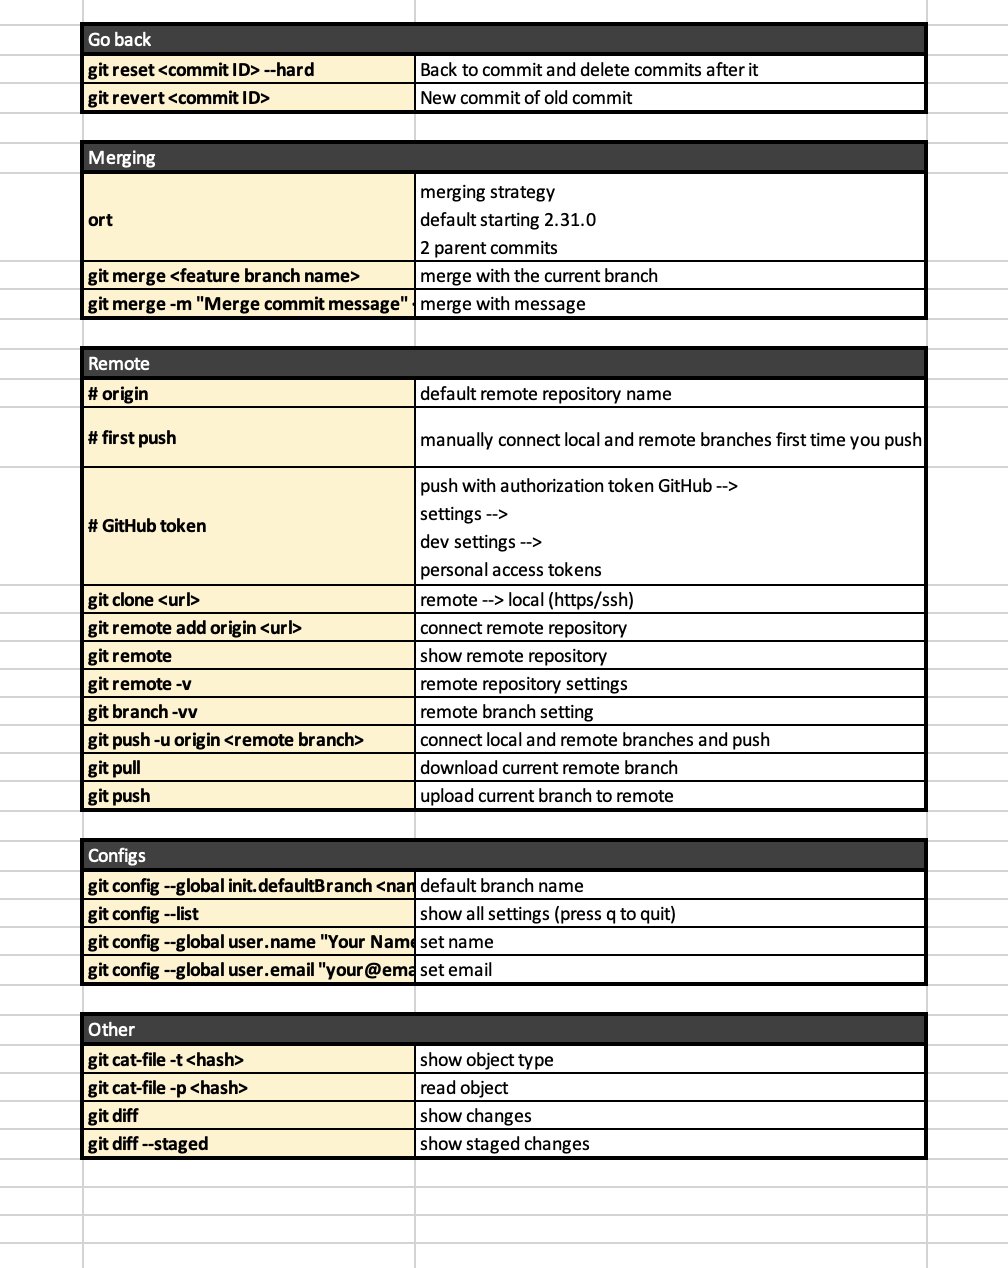 Go back
git reset <commit ID> --hard Back to commit and delete commits after it
git revert <commit ID> New commit of old commit
Merging
ort
merging strategy
default starting 2.31.0
2 parent commits
git merge <feature branch name> merge with the current branch
git merge -m "Merge commit message" merge with message
Remote
# origin default remote repository name
# first push manually connect local and remote branches first time you push
# GitHub token
push with authorization token GitHub -->
settings -->
dev settings -->
personal access tokens
git clone <url> remote --> local (https/ssh)
git remote add origin <url> connect remote repository
git remote show remote repository
git remote -v remote repository settings
git branch -vv remote branch setting
git push -u origin <remote branch> connect local and remote branches and push
git pull download current remote branch
git push upload current branch to remote
Configs
git config --global init.defaultBranch <nam default branch name
git config --list show all settings (press q to quit)
git config --global user.name "Your Name set name
git config --global user.email "your@ema set email
Other
git cat-file -t <hash> show object type
git cat-file -p <hash> read object
git diff show changes
git diff --staged show staged changes